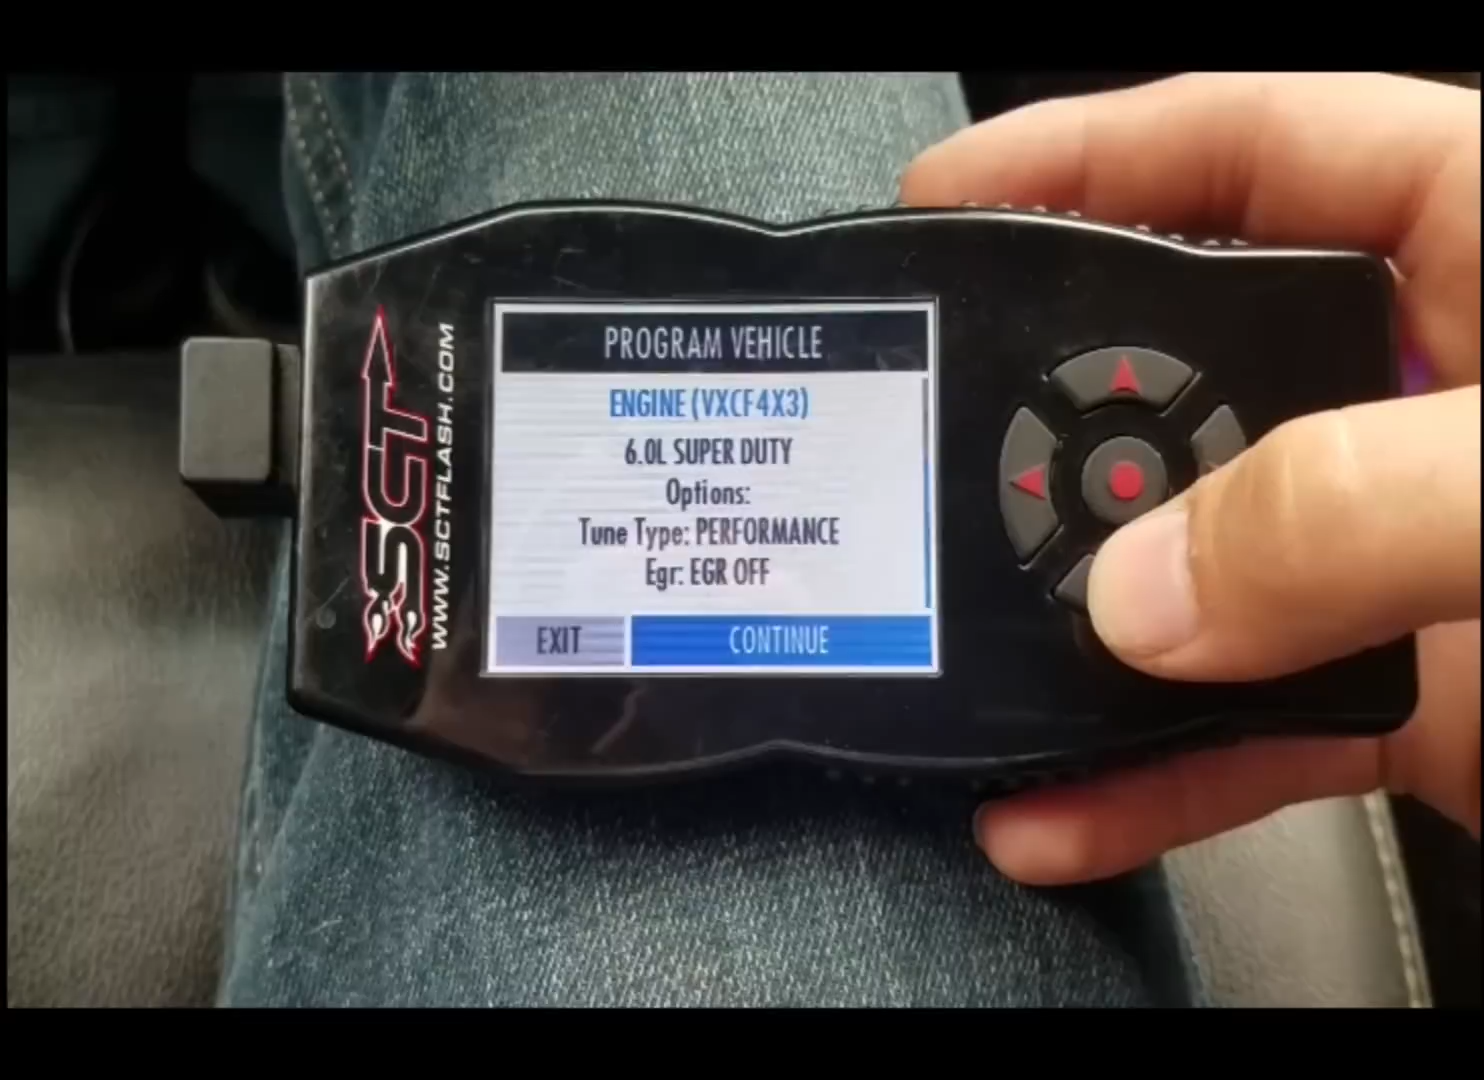 SCT
WWW.SCTFLASH.COM
PROGRAM VEHICLE
ENGINE (VXCF4X3)
6.0L SUPER DUTY
Options:
Tune Type: PERFORMANCE
Egr: EGR OFF
EXIT
CONTINUE